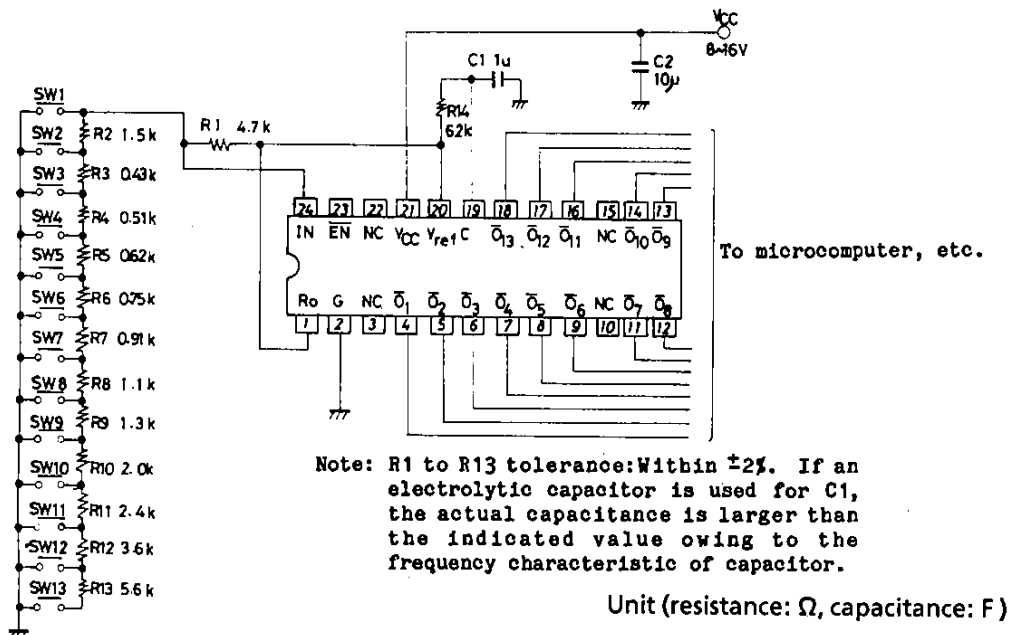 VCC
8~16V
C1 1u
C2
10μ
R14
62k
R1 4.7k
SW1
R2 1.5k
SW2
R3 0.43k
SW3
R4 0.51k
SW4
R5 0.62k
SW5
R6 0.75k
SW6
R7 0.91k
SW7
R8 1.1k
SW8
R9 1.3k
SW9
R10 2.0k
SW10
R11 2.4k
SW11
R12 3.6k
SW12
R13 5.6k
SW13
24 23 22 21 20 19 18 17 16 15 14 13
IN EN NC VCC Vref C O13 O12 O11 NC O10 O9
Ro G NC O1 O2 O3 O4 O5 O6 NC O7 O8
1 2 3 4 5 6 7 8 9 10 11 12
To microcomputer, etc.
Note: R1 to R13 tolerance:Within ±2%. If an
electrolytic capacitor is used for C1,
the actual capacitance is larger than
the indicated value owing to the
frequency characteristic of capacitor.
Unit (resistance: Ω, capacitance: F)